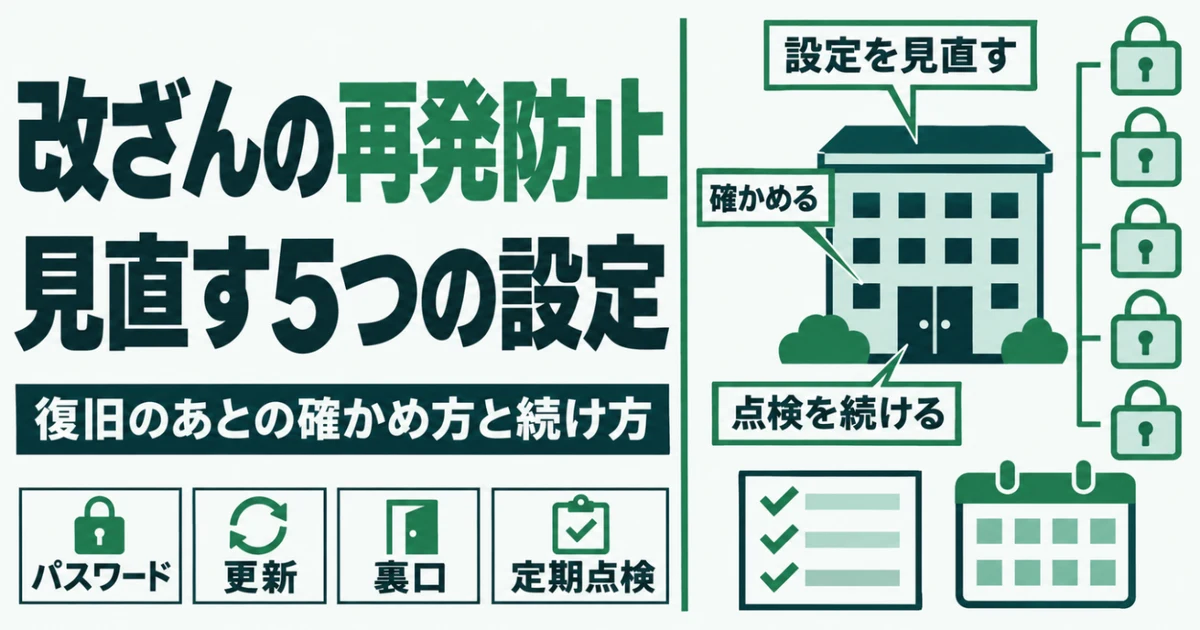 改ざんの再発防止
見直す5つの設定
復旧のあとの確かめ方と続け方
パスワード
更新
裏口
定期点検
設定を見直す
確かめる
点検を続ける